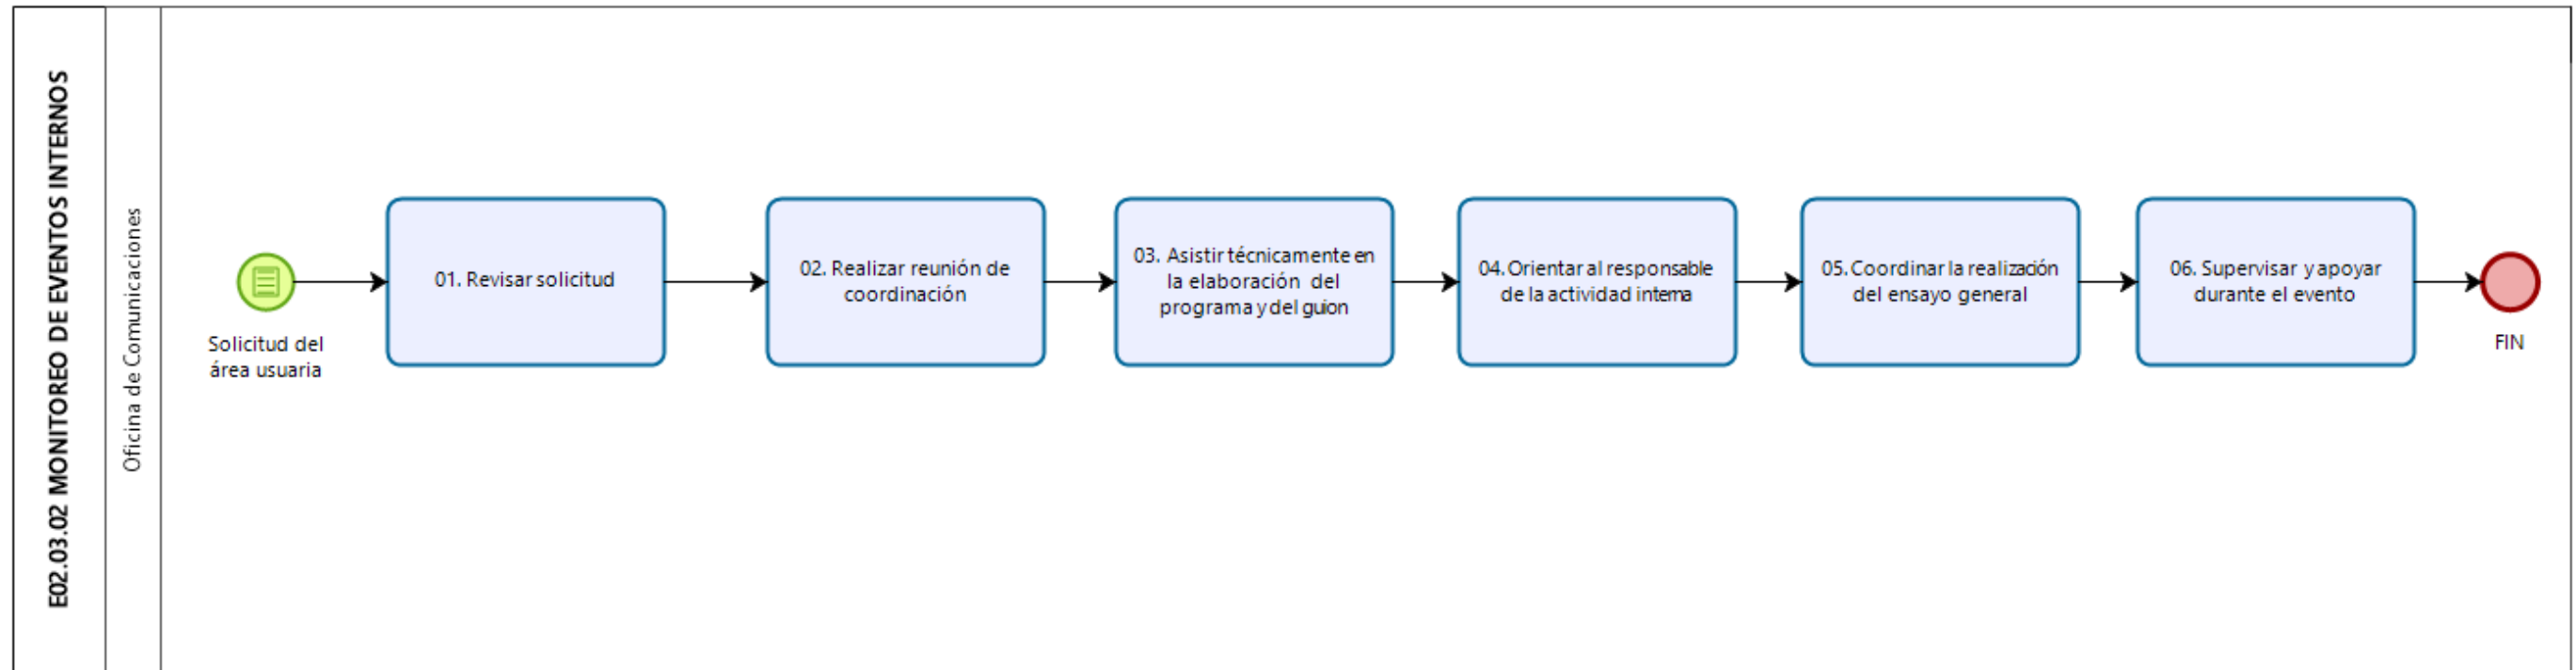 E02.03.02 MONITOREO DE EVENTOS INTERNOS
Oficina de Comunicaciones
Solicitud del
área usuaria
01. Revisar solicitud
02. Realizar reunión de
coordinación
03. Asistir técnicamente en
la elaboración del
programa y del guion
04. Orientar al responsable
de la actividad interna
05. Coordinar la realización
del ensayo general
06. Supervisar y apoyar
durante el evento
FIN